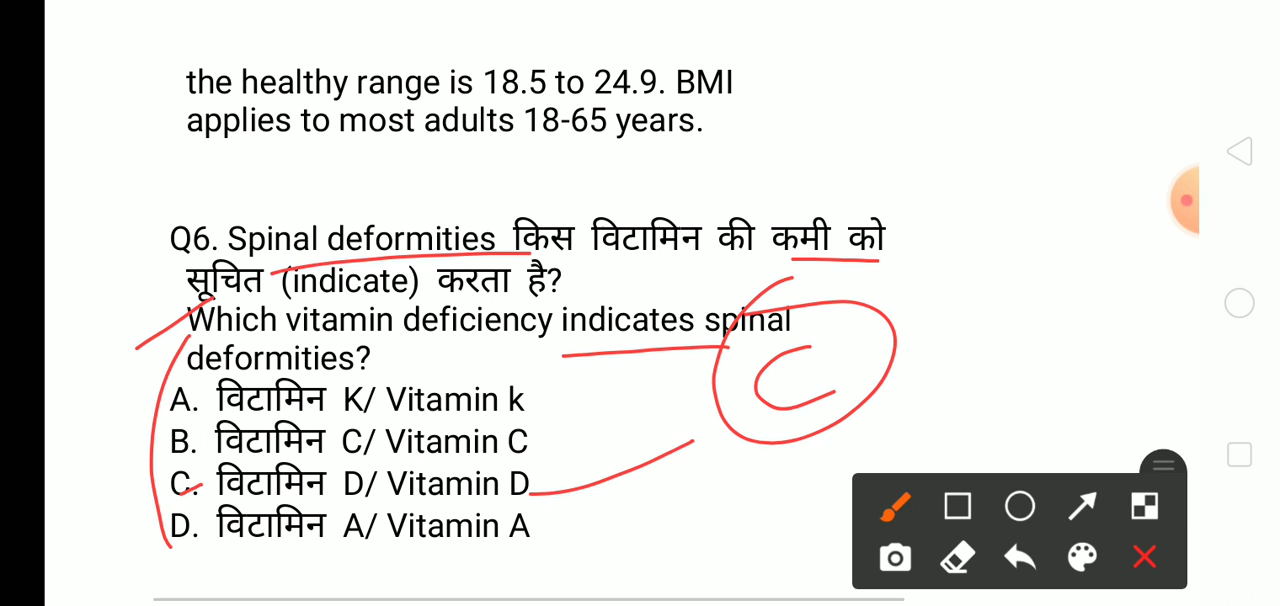 the healthy range is 18.5 to 24.9. BMI
applies to most adults 18-65 years.
Q6. Spinal deformities किस विटामिन की कमी को
सूचित (indicate) करता है?
Which vitamin deficiency indicates spinal
deformities?
A. विटामिन K/ Vitamin k
B. विटामिन C/ Vitamin C
C. विटामिन D/ Vitamin D
D. विटामिन A/ Vitamin A
C